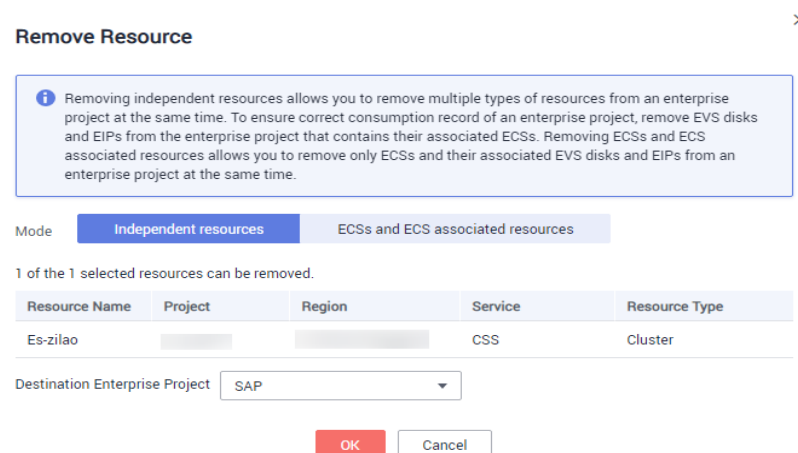 Remove Resource
Removing independent resources allows you to remove multiple types of resources from an enterprise
project at the same time. To ensure correct consumption record of an enterprise project, remove EVS disks
and EIPs from the enterprise project that contains their associated ECSs. Removing ECSs and ECS
associated resources allows you to remove only ECSs and their associated EVS disks and EIPs from an
enterprise project at the same time.
Mode Independent resources ECSs and ECS associated resources
1 of the 1 selected resources can be removed.
Resource Name Project Region Service Resource Type
Es-zilao CSS Cluster
Destination Enterprise Project SAP
OK Cancel